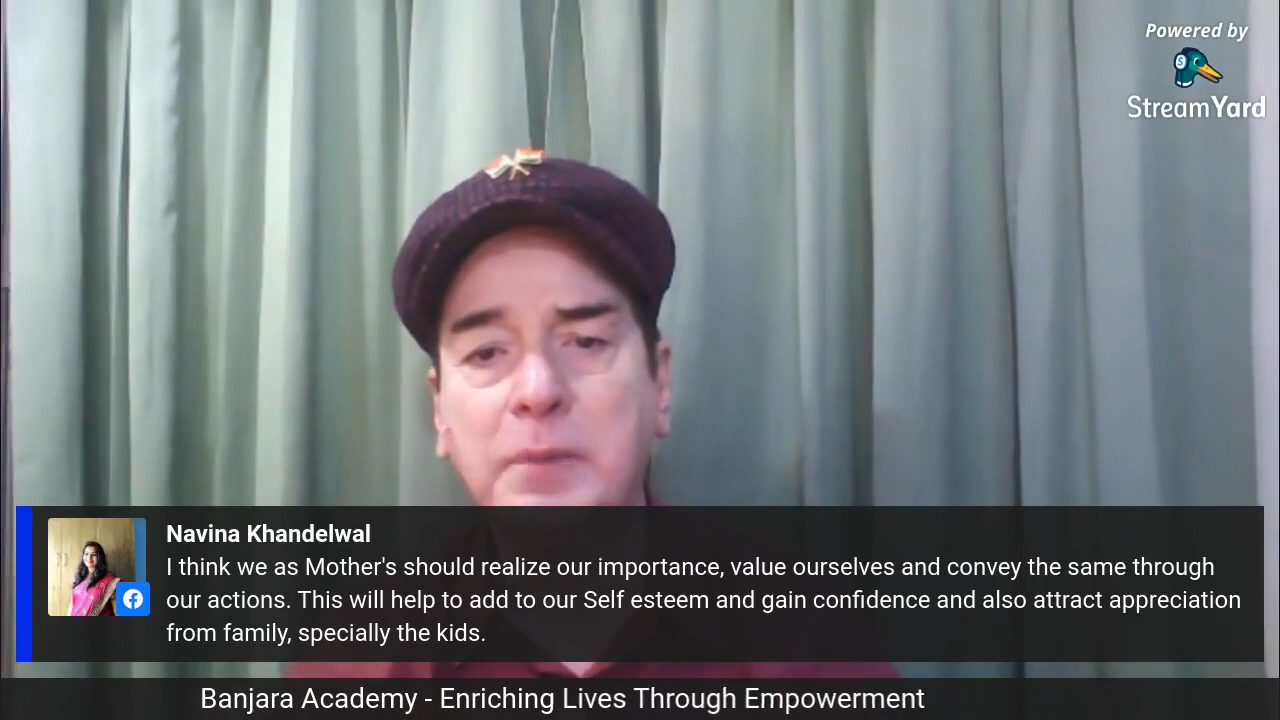 Powered by
StreamYard
Navina Khandelwal
I think we as Mother's should realize our importance, value ourselves and convey the same through
our actions. This will help to add to our Self esteem and gain confidence and also attract appreciation
from family, specially the kids.
Banjara Academy - Enriching Lives Through Empowerment